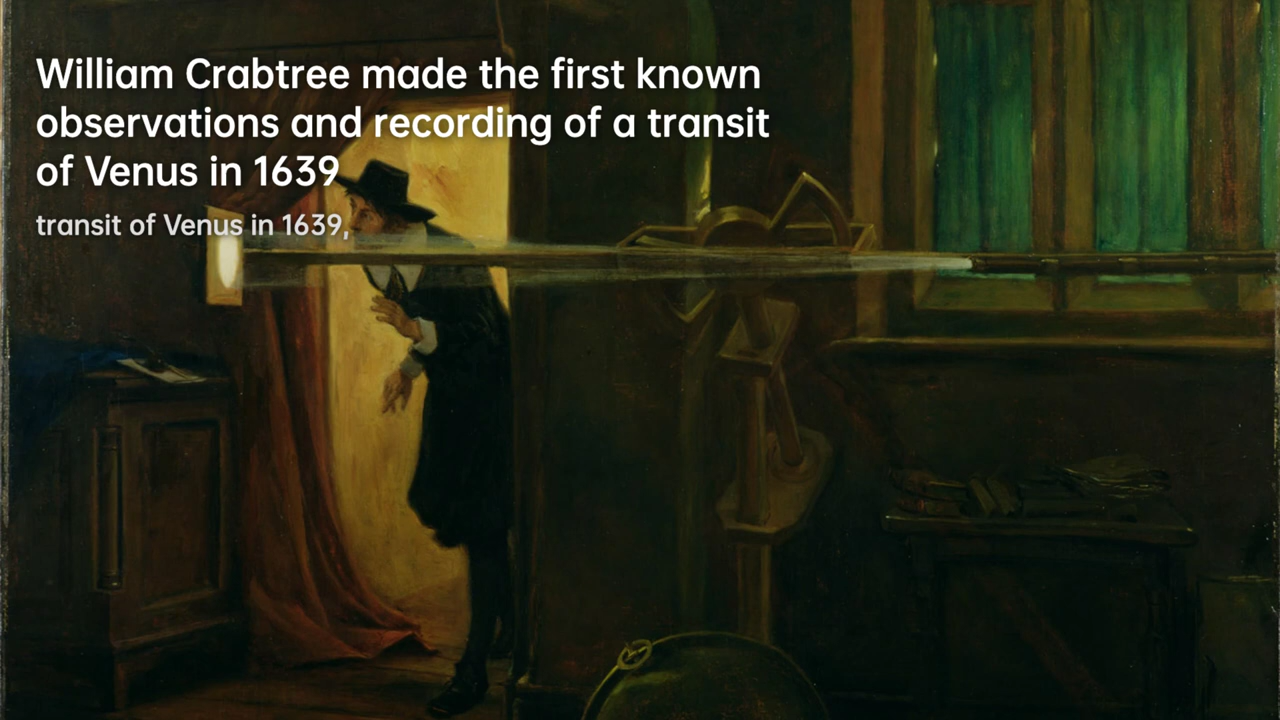 William Crabtree made the first known
observations and recording of a transit
of Venus in 1639
transit of Venus in 1639,